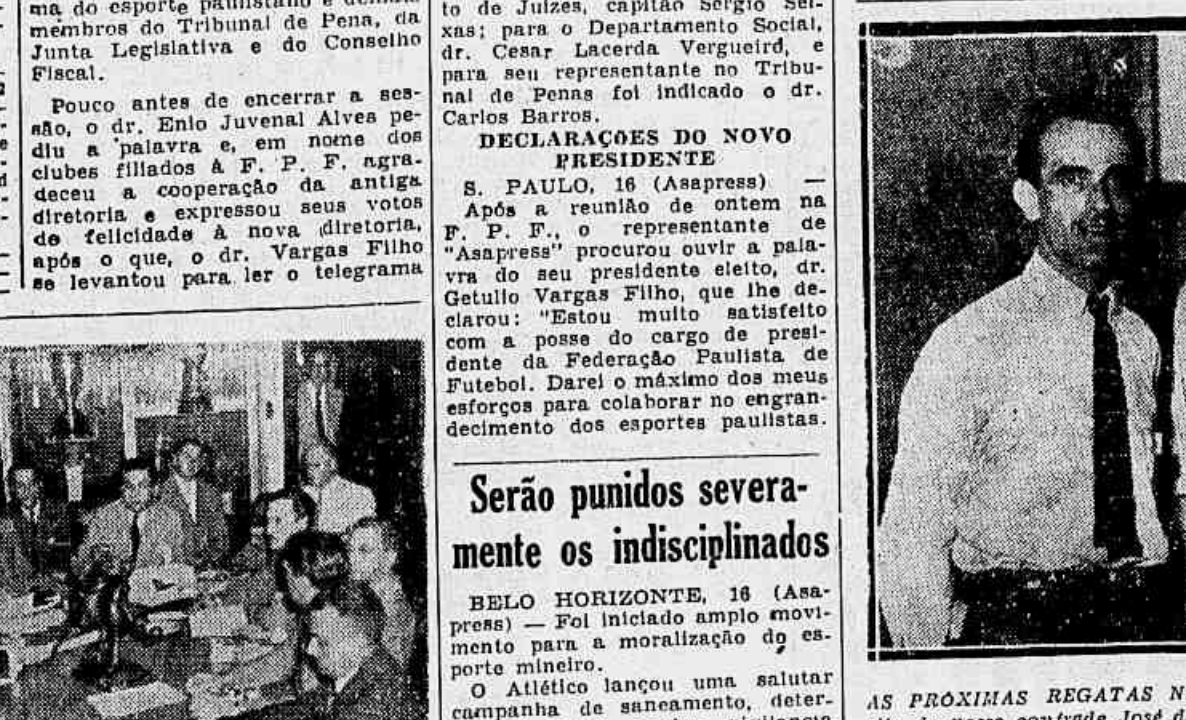 ma do esporte paulistano e demais
membros do Tribunal de Pena, da
Junta Legislativa e do Conselho
Fiscal.
Pouco antes de encerrar a ses-
são, o dr. Enio Juvenal Alves pe-
diu a palavra e, em nome dos
clubes filiados à F. P. F. agra-
deceu a cooperação da antiga
diretoria e expressou seus votos
de felicidade à nova diretoria,
após o que, o dr. Vargas Filho
se levantou para ler o telegrama
to de Juizes, capitão Sergio Sei-
xas; para o Departamento Social,
dr. Cesar Lacerda Vergueird, e
para seu representante no Tribu-
nal de Penas foi indicado o dr.
Carlos Barros.
DECLARAÇÕES DO NOVO
PRESIDENTE
S. PAULO, 16 (Asapress) —
Após a reunião de ontem na
F. P. F., o representante de
"Asapress" procurou ouvir a pala-
vra do seu presidente eleito, dr.
Getulio Vargas Filho, que lhe de-
clarou: "Estou muito satisfeito
com a posse do cargo de presi-
dente da Federação Paulista de
Futebol. Darei o máximo dos meus
esforços para colaborar no engran-
decimento dos esportes paulistas.
Serão punidos severa-
mente os indisciplinados
BELO HORIZONTE, 16 (Asa-
press) — Foi iniciado amplo movi-
mento para a moralização do es-
porte mineiro.
O Atlético lançou uma salutar
campanha de saneamento, deter-
AS PRÓXIMAS REGATAS N
nosso confrade José d